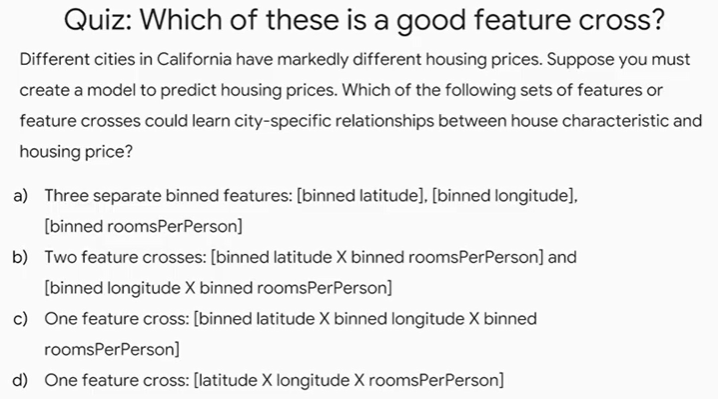 Quiz: Which of these is a good feature cross?
Different cities in California have markedly different housing prices. Suppose you must
create a model to predict housing prices. Which of the following sets of features or
feature crosses could learn city-specific relationships between house characteristic and
housing price?
a) Three separate binned features: [binned latitude], [binned longitude],
[binned roomsPerPerson]
b) Two feature crosses: [binned latitude X binned roomsPerPerson] and
[binned longitude X binned roomsPerPerson]
c) One feature cross: [binned latitude X binned longitude X binned
roomsPerPerson]
d) One feature cross: [latitude X longitude X roomsPerPerson]